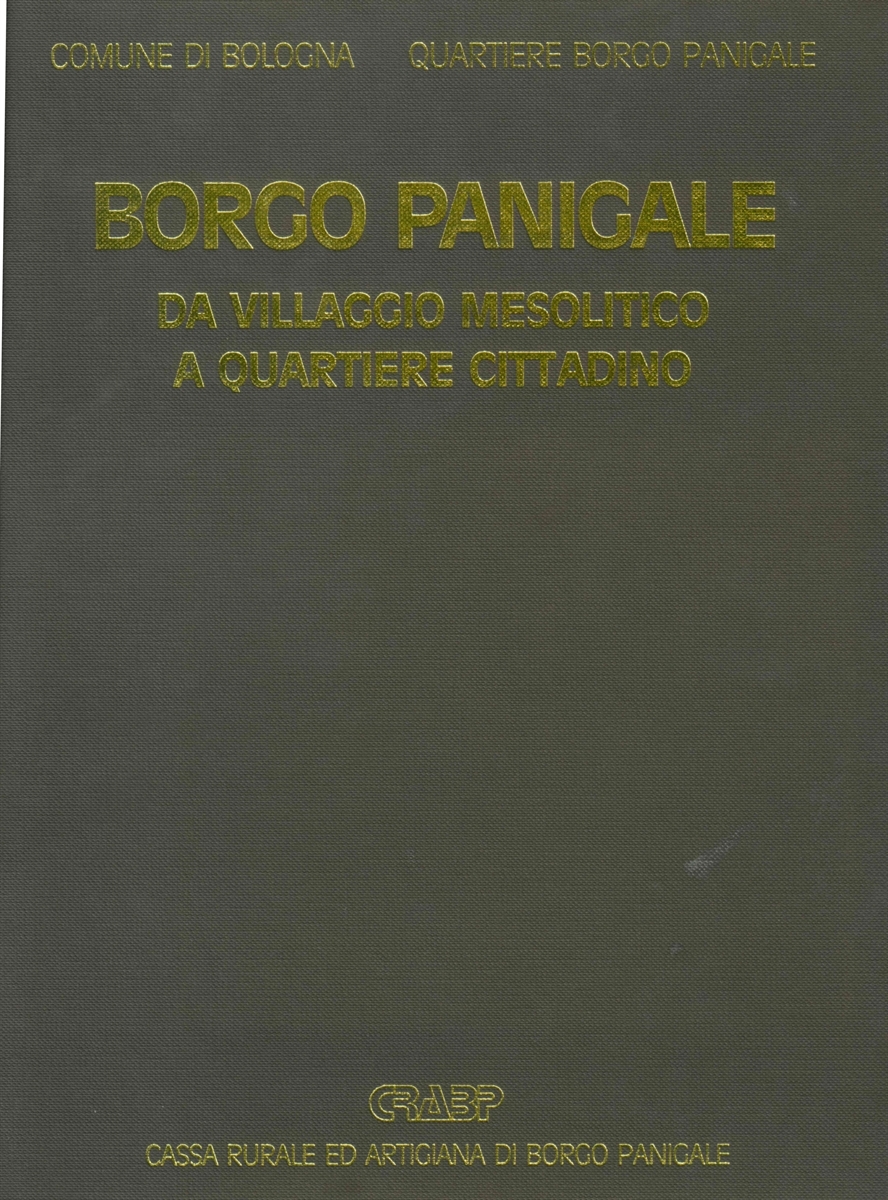 COMUNE DI BOLOGNA QUARTIERE BORGO PANIGALE
BORGO PANIGALE
DA VILLAGGIO MESOLITICO
A QUARTIERE CITTADINO
CRABP
CASSA RURALE ED ARTIGIANA DI BORGO PANIGALE